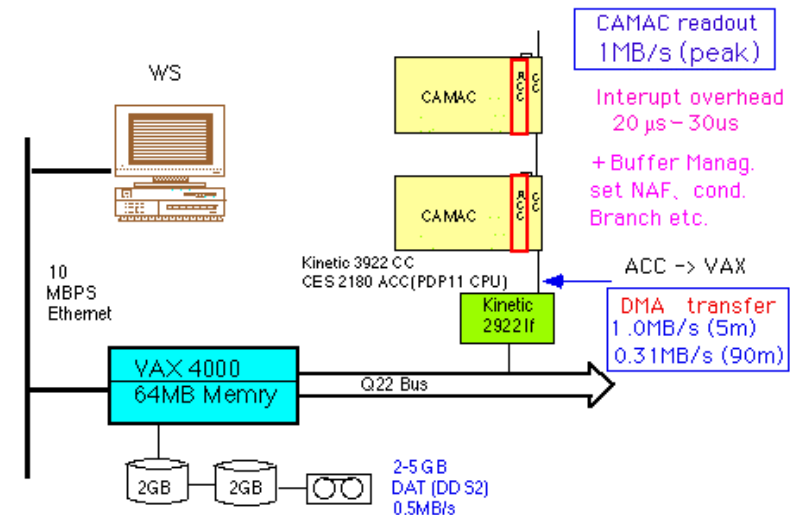 CAMAC readout
1MB/s (peak)
WS
CAMAC
ACC
CC
Interupt overhead
20 μs~30us
+Buffer Manag.
set NAF、cond.
Branch etc.
CAMAC
ACC
CC
Kinetic 3922 CC
CES 2180 ACC(PDP11 CPU)
ACC -> VAX
10
MBPS
Ethernet
Kinetic
2922 If
DMA transfer
1.0MB/s (5m)
0.31MB/s (90m)
VAX 4000
64MB Memry
Q22 Bus
2GB
2GB
2-5 GB
DAT (DDS2)
0.5MB/s